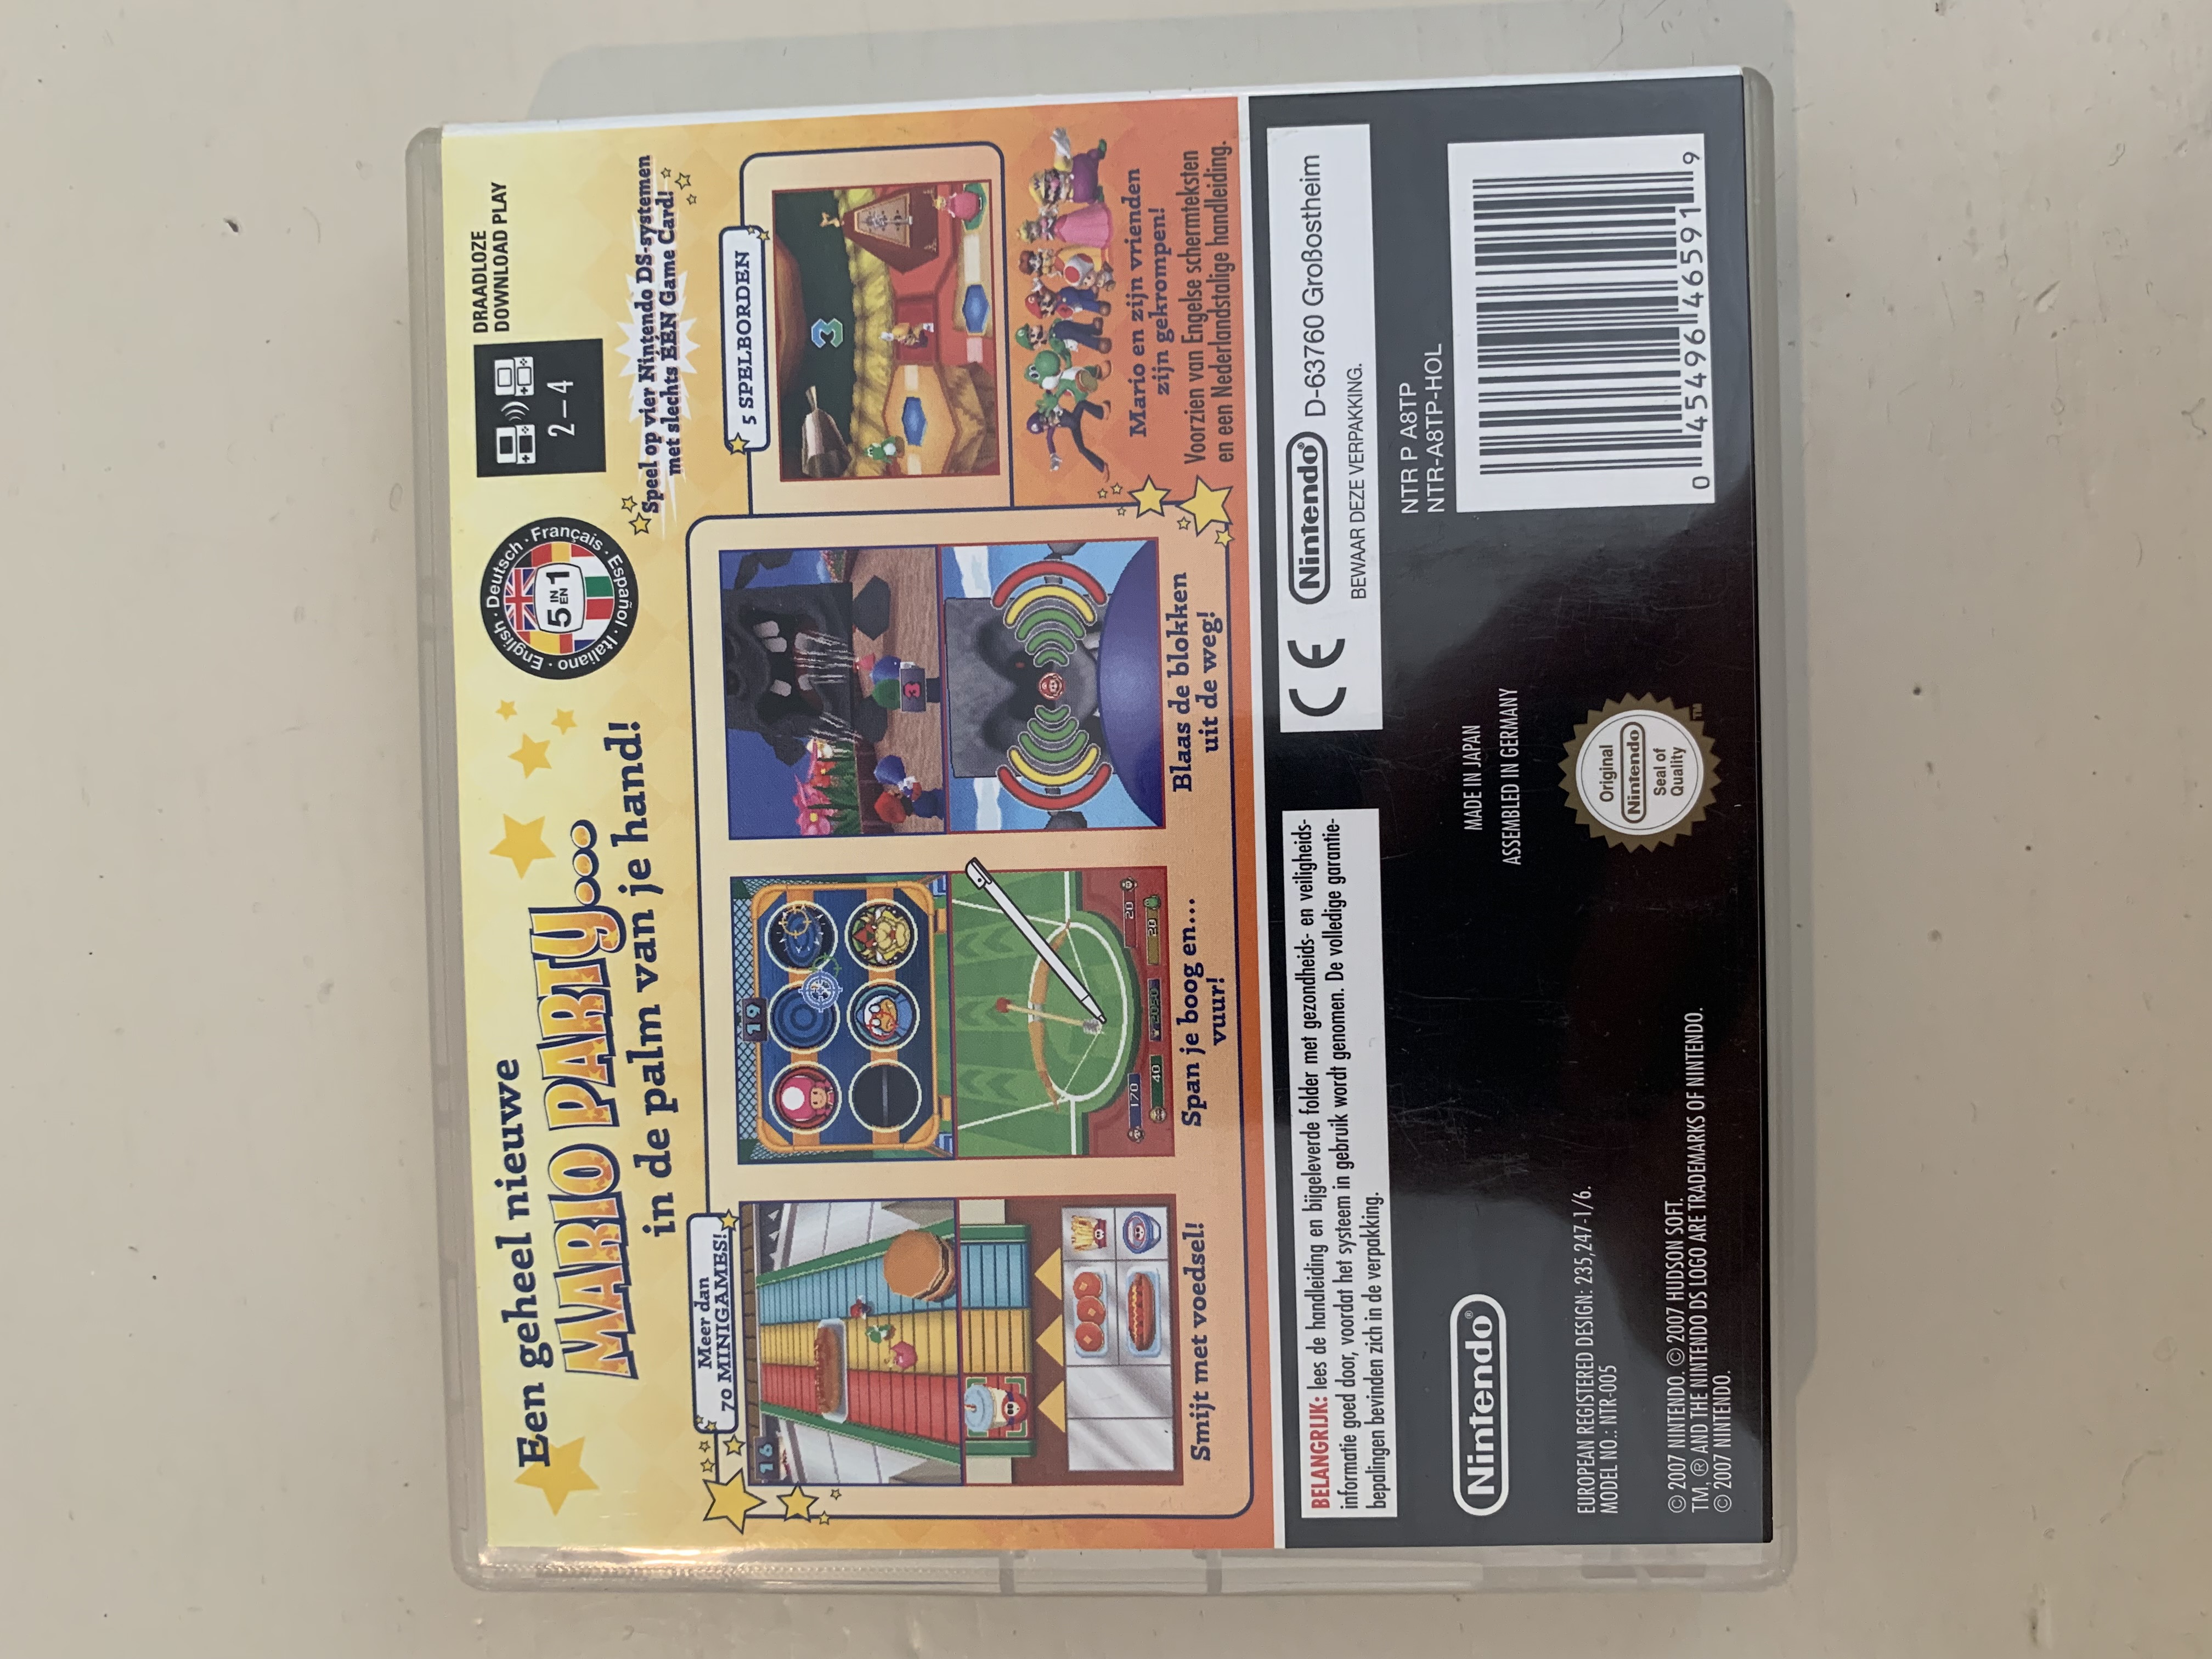 Een geheel nieuwe
MARIO PARTY...
in de palm van je hand!
English · Deutsch · Français · Español · Italiano ·
5 IN EN 1
2 – 4
DRAADLOZE
DOWNLOAD PLAY
Speel op vier Nintendo DS-systemen
met slechts ÉÉN Game Card!
Meer dan
70 MINIGAMES!
16
19
3
170
20
40
20
Smijt met voedsel!
Span je boog en...
vuur!
Blaas de blokken
uit de weg!
5 SPELBORDEN
3
Mario en zijn vrienden
zijn gekrompen!
Voorzien van Engelse schermteksten
en een Nederlandstalige handleiding.
BELANGRIJK: lees de handleiding en bijgeleverde folder met gezondheids- en veiligheids-
informatie goed door, voordat het systeem in gebruik wordt genomen. De volledige garantie-
bepalingen bevinden zich in de verpakking.
CE Nintendo® D-63760 Großostheim
BEWAAR DEZE VERPAKKING.
NTR P A8TP
NTR-A8TP-HOL
Nintendo®
MADE IN JAPAN
ASSEMBLED IN GERMANY
EUROPEAN REGISTERED DESIGN: 235,247-1/6.
MODEL NO.: NTR-005
Original
Nintendo
Seal of
Quality
TM
© 2007 NINTENDO. © 2007 HUDSON SOFT.
TM, ® AND THE NINTENDO DS LOGO ARE TRADEMARKS OF NINTENDO.
© 2007 NINTENDO.
0 45496 46591 9